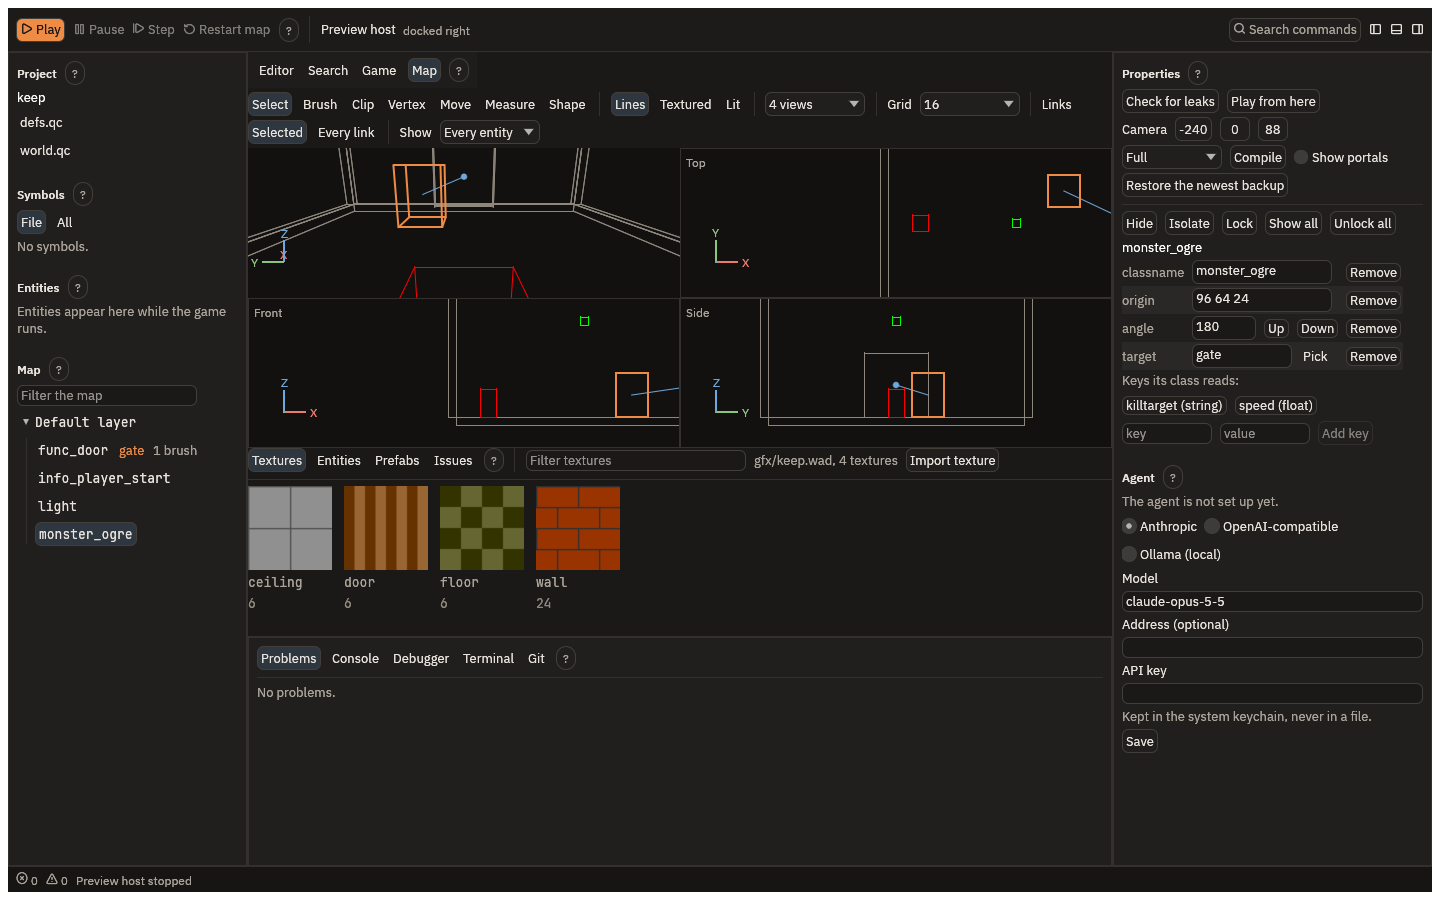 Play Pause Step Restart map ? Preview host docked right Search commands
Project ?
keep
defs.qc
world.qc
Symbols ?
File All
No symbols.
Entities ?
Entities appear here while the game
runs.
Map ?
Filter the map
Default layer
func_door gate 1 brush
info_player_start
light
monster_ogre
Editor Search Game Map ?
Select Brush Clip Vertex Move Measure Shape Lines Textured Lit 4 views Grid 16 Links
Selected Every link Show Every entity
Z
X
Y
Top
Y
X
Front
Z
X
Side
Z
Y
Textures Entities Prefabs Issues ? Filter textures gfx/keep.wad, 4 textures Import texture
ceiling door floor wall
6 6 6 24
Problems Console Debugger Terminal Git ?
No problems.
Properties ?
Check for leaks Play from here
Camera -240 0 88
Full Compile Show portals
Restore the newest backup
Hide Isolate Lock Show all Unlock all
monster_ogre
classname monster_ogre Remove
origin 96 64 24 Remove
angle 180 Up Down Remove
target gate Pick Remove
Keys its class reads:
killtarget (string) speed (float)
key value Add key
Agent ?
The agent is not set up yet.
Anthropic OpenAI-compatible
Ollama (local)
Model
claude-opus-5-5
Address (optional)
API key
Kept in the system keychain, never in a file.
Save
0 0 Preview host stopped